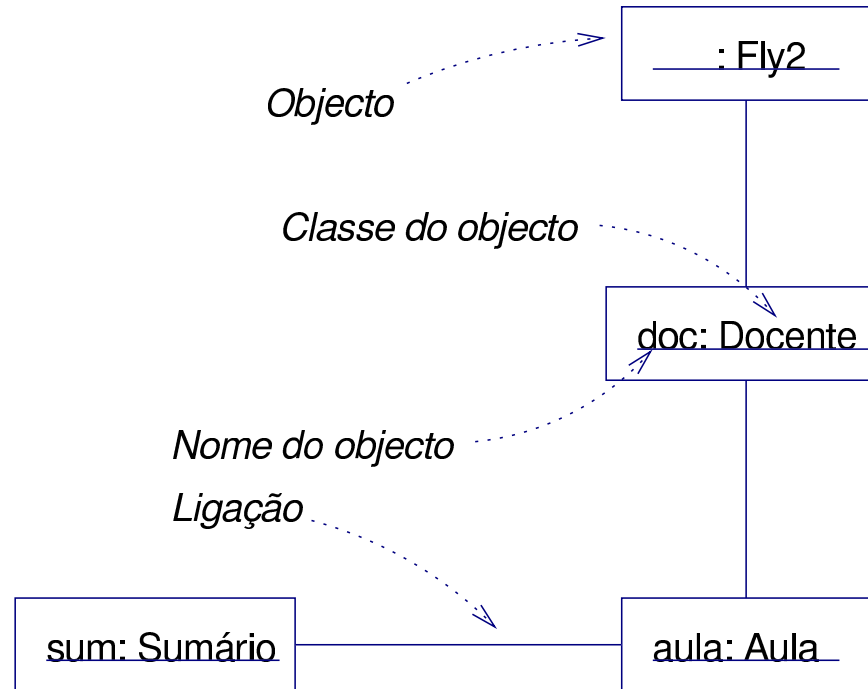 : Fly2
Objecto
Classe do objecto
doc: Docente
Nome do objecto
Ligação
sum: Sumário
aula: Aula